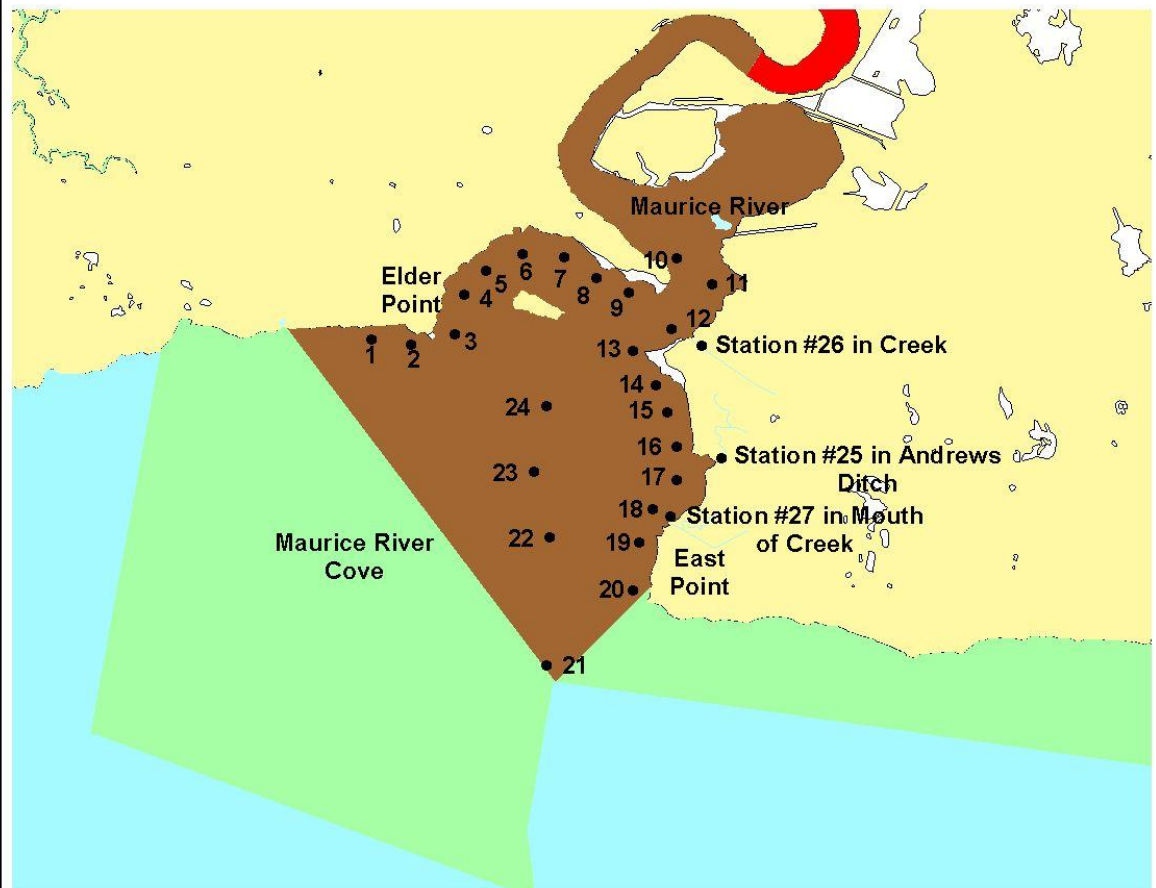 Maurice River
10
6
7
Elder
Point
5
8
11
4
9
12
3
1
2
13
Station #26 in Creek
14
24
15
16
Station #25 in Andrews
Ditch
23
17
18
Station #27 in Mouth
of Creek
22
19
Maurice River
Cove
East
Point
20
21